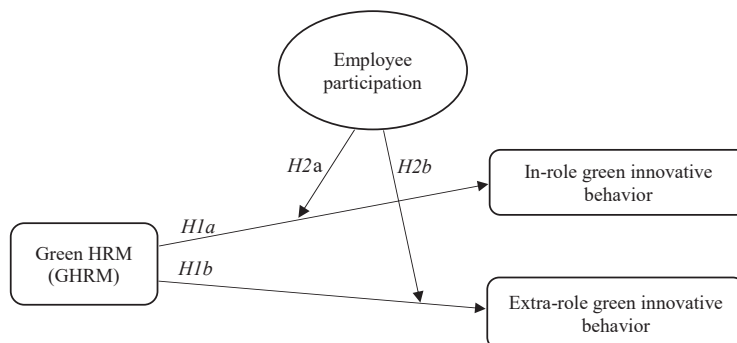 Employee
participation
H2a
H2b
In-role green innovative
behavior
H1a
Green HRM
(GHRM)
H1b
Extra-role green innovative
behavior